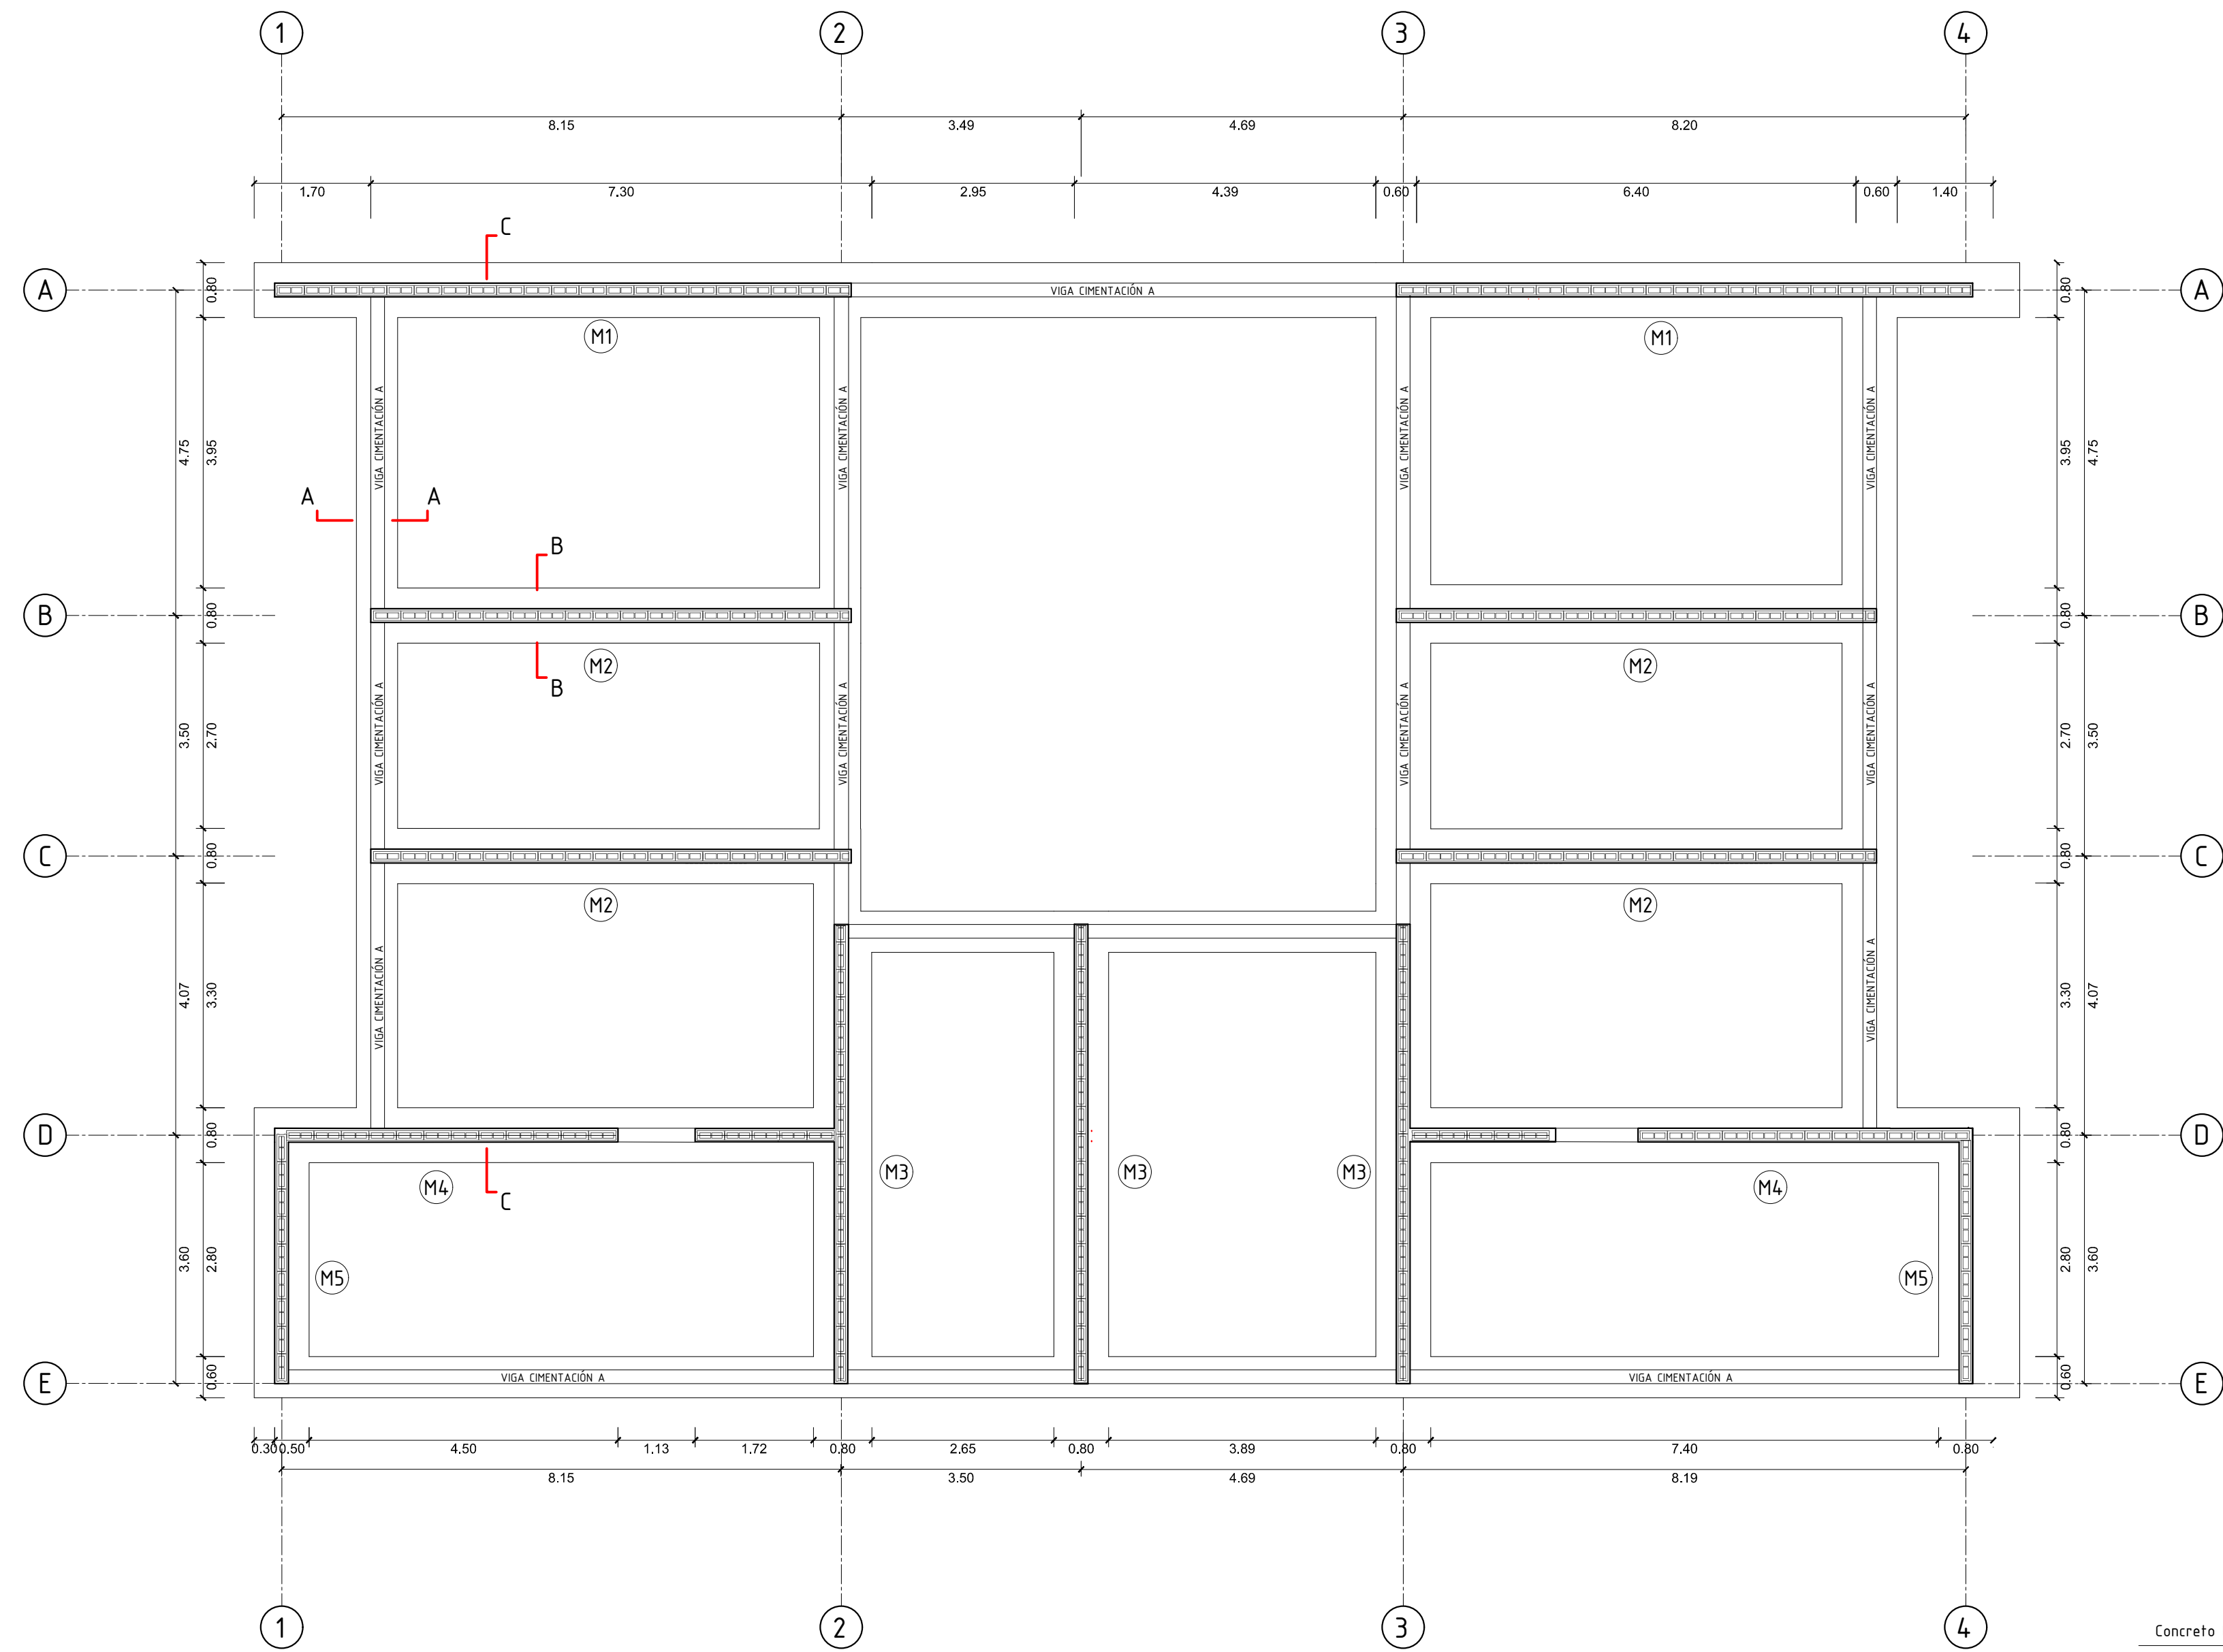 1 2 3 4
8.15 3.49 4.69 8.20
1.70 7.30 2.95 4.39 0.60 6.40 0.60 1.40
C
A 0.80 VIGA CIMENTACIÓN A 0.80 A
M1 M1
VIGA CIMENTACIÓN A VIGA CIMENTACIÓN A VIGA CIMENTACIÓN A VIGA CIMENTACIÓN A
4.75 3.95 3.95 4.75
A A
B
B 0.80 0.80 B
M2 M2
B
VIGA CIMENTACIÓN A VIGA CIMENTACIÓN A VIGA CIMENTACIÓN A VIGA CIMENTACIÓN A
3.50 2.70 2.70 3.50
C 0.80 0.80 C
M2 M2
VIGA CIMENTACIÓN A VIGA CIMENTACIÓN A
4.07 3.30 3.30 4.07
D 0.80 0.80 D
M4 M3 M3 M3 M4
C
3.60 2.80 M5 M5 2.80 3.60
E 0.60 VIGA CIMENTACIÓN A VIGA CIMENTACIÓN A 0.60 E
0.30 0.50 4.50 1.13 1.72 0.80 2.65 0.80 3.89 0.80 7.40 0.80
8.15 3.50 4.69 8.19
1 2 3 4
Concreto